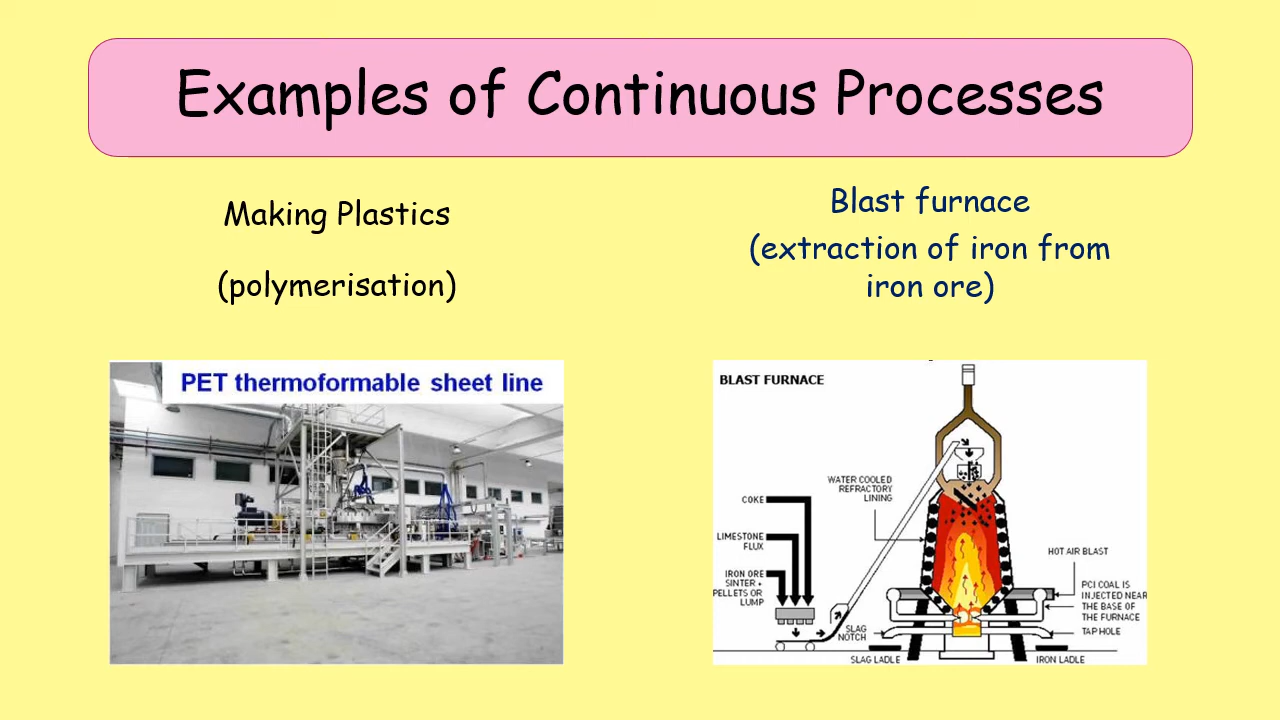 Examples of Continuous Processes
Making Plastics
(polymerisation)
Blast furnace
(extraction of iron from
iron ore)
PET thermoformable sheet line
BLAST FURNACE
WATER COOLED
REFRACTORY
LINING
COKE
LIMESTONE
FLUX
IRON ORE
SINTER +
PELLETS OR
LUMP
HOT AIR BLAST
PCI COAL IS
INJECTED NEAR
THE BASE OF
THE FURNACE
TAP HOLE
SLAG
NOTCH
SLAG LADLE
IRON LADLE